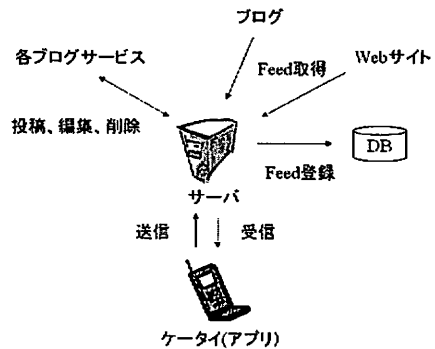 ブログ
各ブログサービス
Feed取得
Webサイト
投稿、編集、削除
DB
Feed登録
サーバ
送信
受信
ケータイ(アプリ)